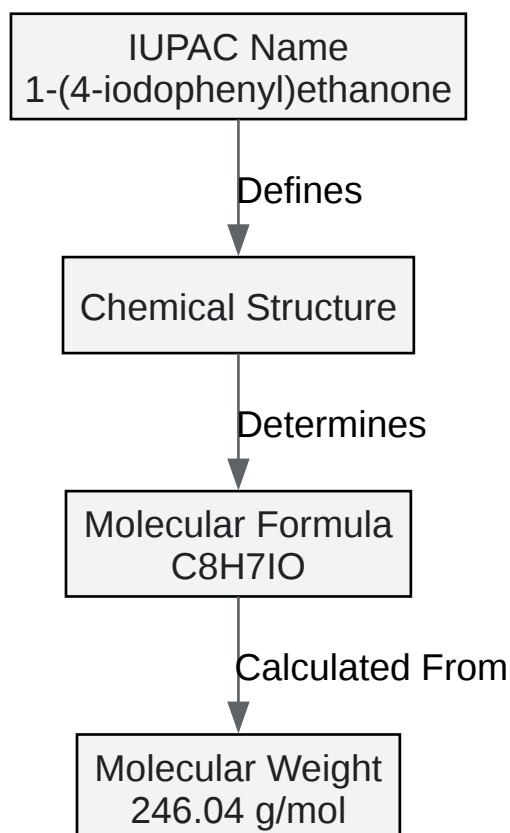 IUPAC Name
1-(4-iodophenyl)ethanone
Defines
Chemical Structure
Determines
Molecular Formula
C8H7IO
Calculated From
Molecular Weight
246.04 g/mol